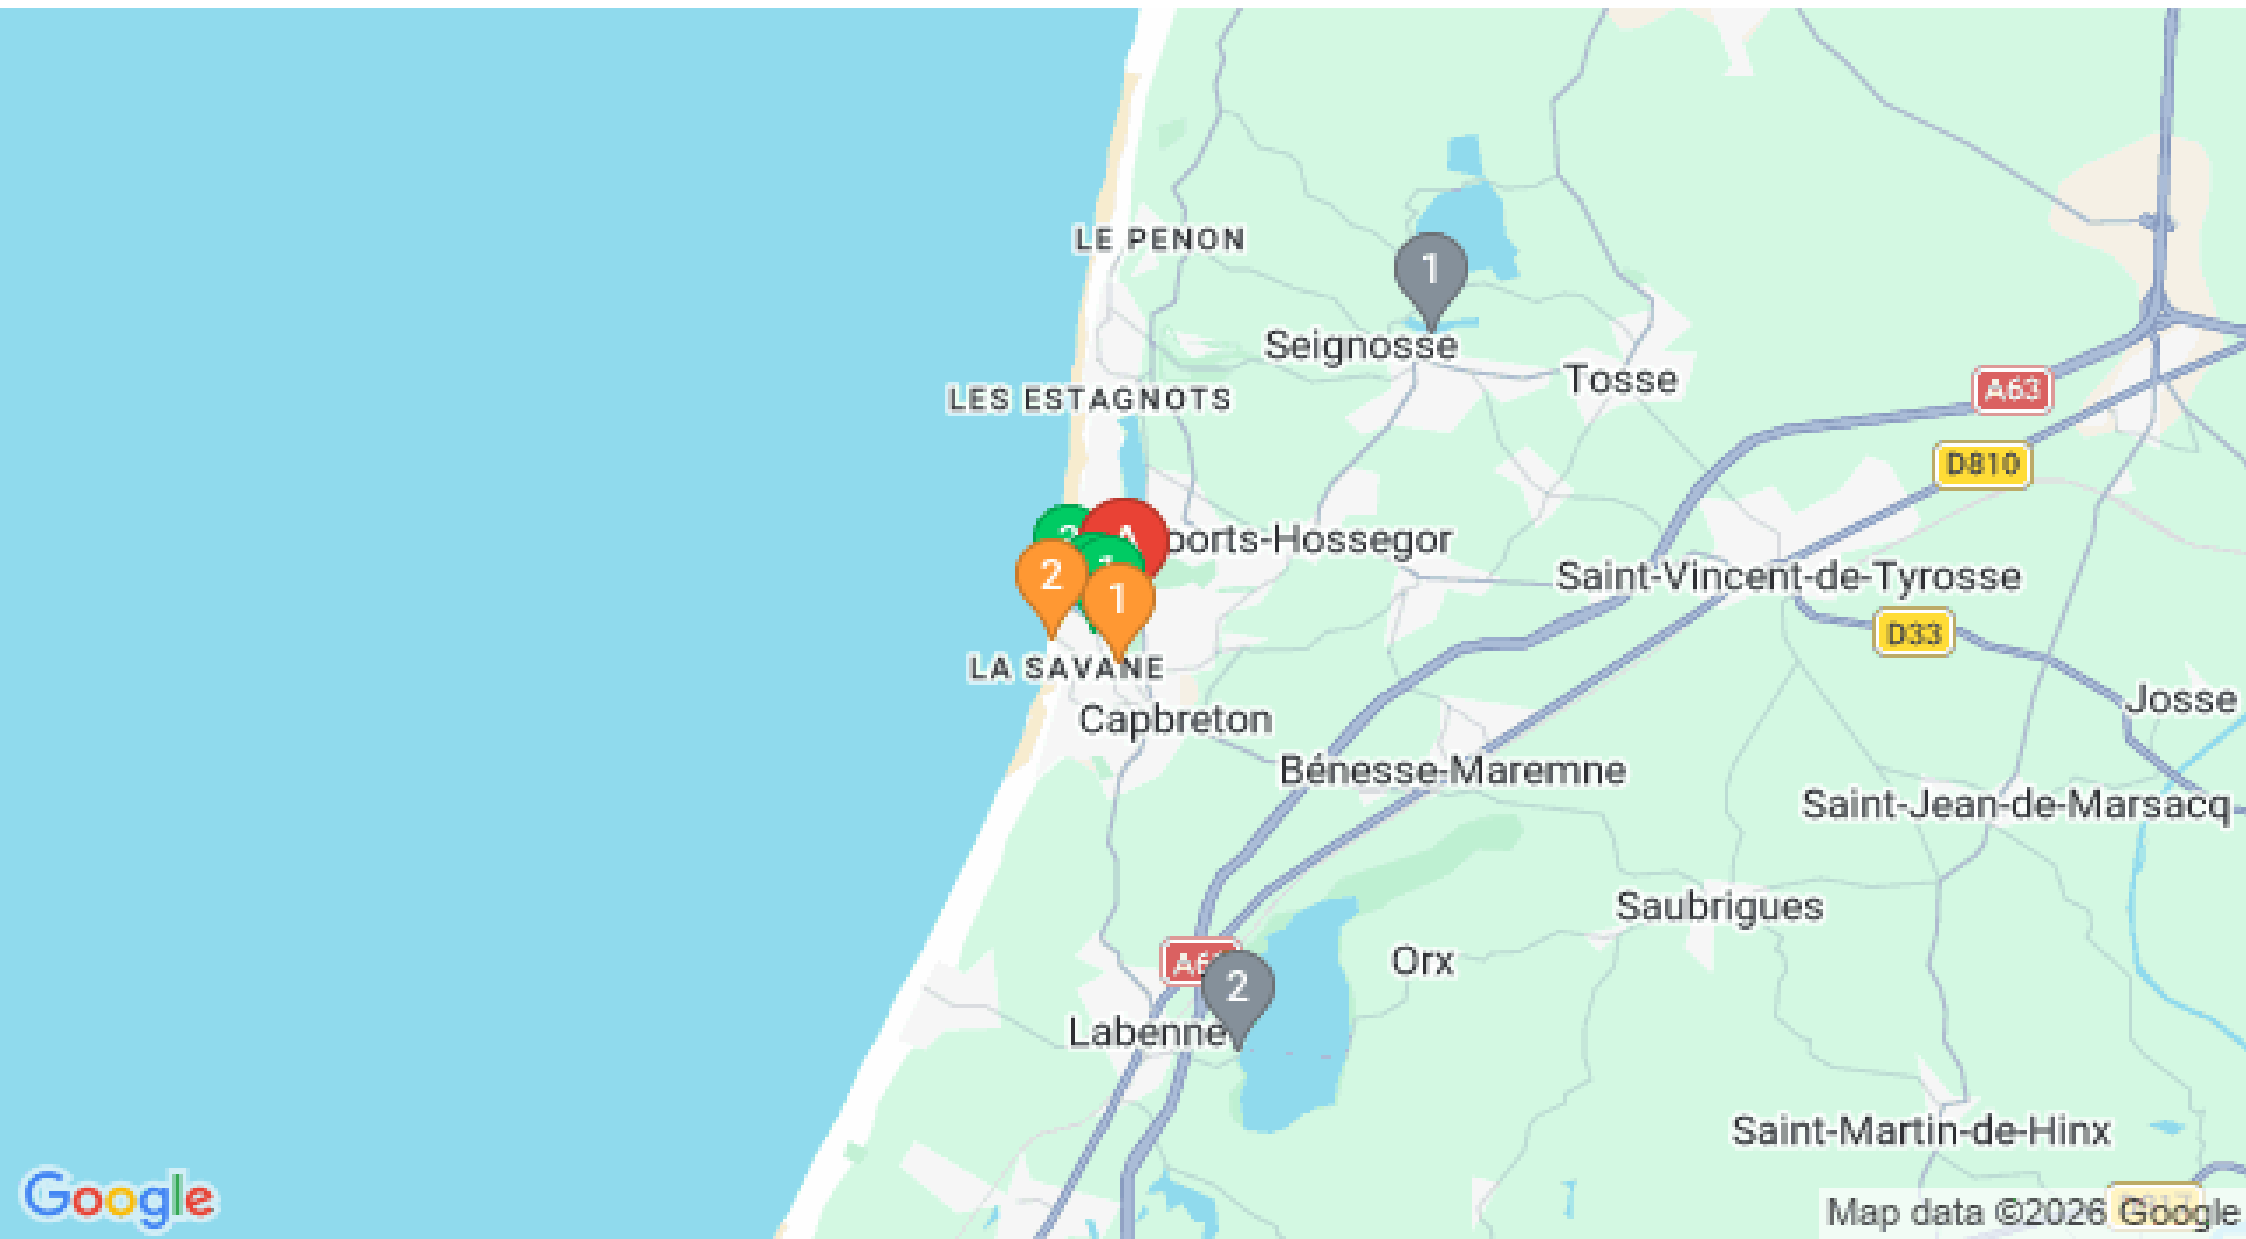 LE PENON
1
Seignosse
Tosse
A63
LES ESTAGNOTS
D810
2
A
oorts-Hossegor
2
1
1
Saint-Vincent-de-Tyrosse
D33
LA SAVANE
Josse
Capbreton
Bénesse-Maremne
Saint-Jean-de-Marsacq
Saubrigues
Orx
2
Labenne
Saint-Martin-de-Hinx
Google
Map data ©2026 Google